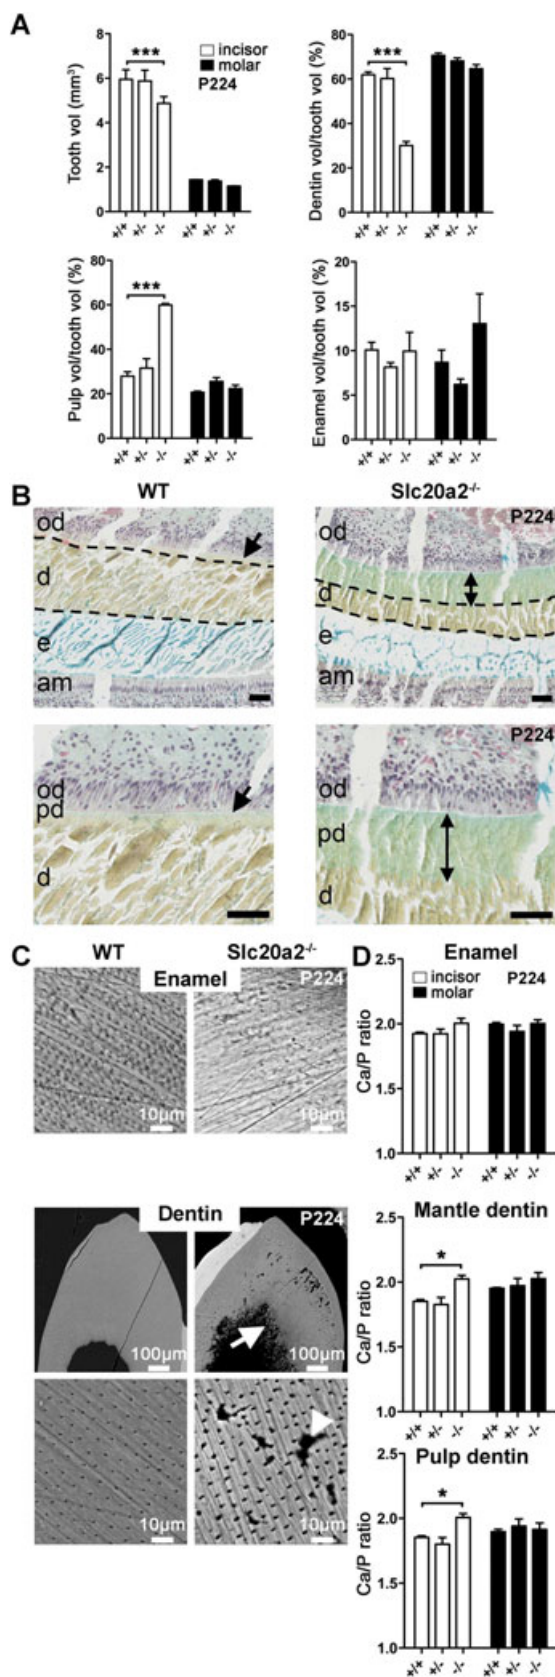 A
Tooth vol (mm³)
6
4
2
0
*** 
incisor
molar
P224
+/+ +/- -/- +/+ +/- -/-
Dentin vol/tooth vol (%)
80
60
40
20
0
***
+/+ +/- -/- +/+ +/- -/-
Pulp vol/tooth vol (%)
80
60
40
20
0
***
+/+ +/- -/- +/+ +/- -/-
Enamel vol/tooth vol (%)
20
15
10
5
0
+/+ +/- -/- +/+ +/- -/-
B
WT
Slc20a2-/-
od
d
e
am
od
P224
d
e
am
od
pd
d
P224
od
pd
d
C
WT
Slc20a2-/-
Enamel
P224
10µm
10µm
Dentin
P224
100µm
100µm
10µm
10µm
D
Enamel
incisor
P224
molar
Ca/P ratio
2.5
2.0
1.5
1.0
+/+ +/- -/- +/+ +/- -/-
Mantle dentin
Ca/P ratio
2.5
2.0
1.5
1.0
*
+/+ +/- -/- +/+ +/- -/-
Pulp dentin
Ca/P ratio
2.5
2.0
1.5
1.0
*
+/+ +/- -/- +/+ +/- -/-